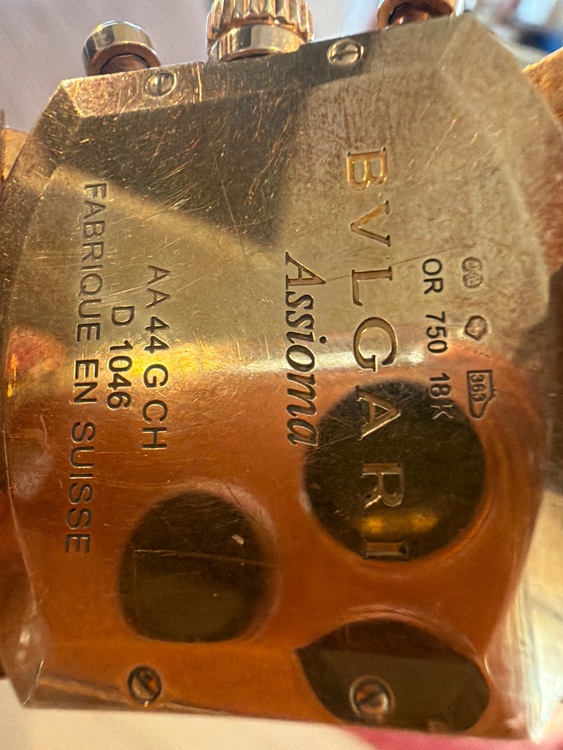 OR 750 18K
BVLGARI
Assioma
AA 44 G CH
D 1046
FABRIQUE EN SUISSE